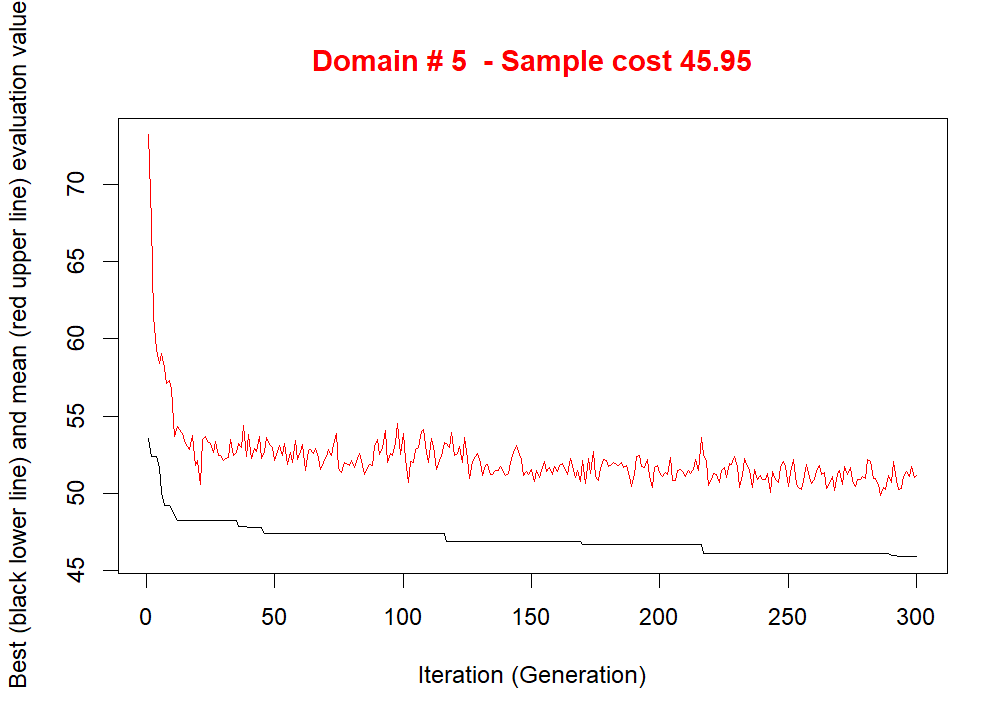 Domain # 5  - Sample cost 45.95
Best (black lower line) and mean (red upper line) evaluation value
70
65
60
55
50
45
0 50 100 150 200 250 300
Iteration (Generation)